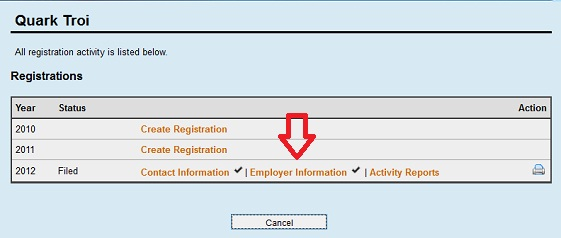 Quark Troi
All registration activity is listed below.
Registrations
Year Status Action
2010 Create Registration
2011 Create Registration
2012 Filed Contact Information ✔ | Employer Information ✔ | Activity Reports
Cancel